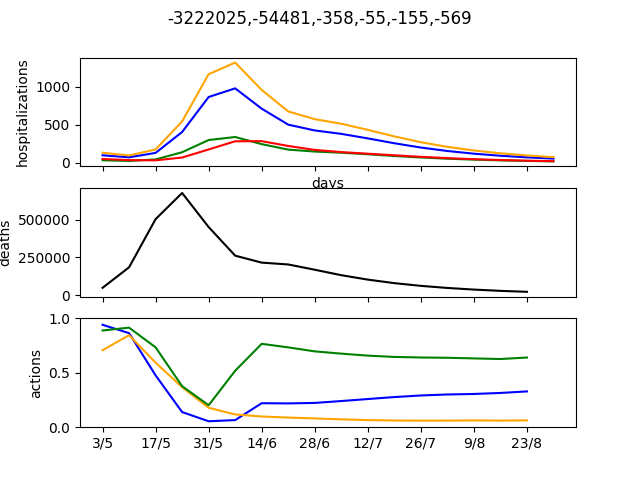 -3222025,-54481,-358,-55,-155,-569
hospitalizations
1000
500
0
days
deaths
500000
250000
0
actions
1.0
0.5
0.0
3/5 17/5 31/5 14/6 28/6 12/7 26/7 9/8 23/8